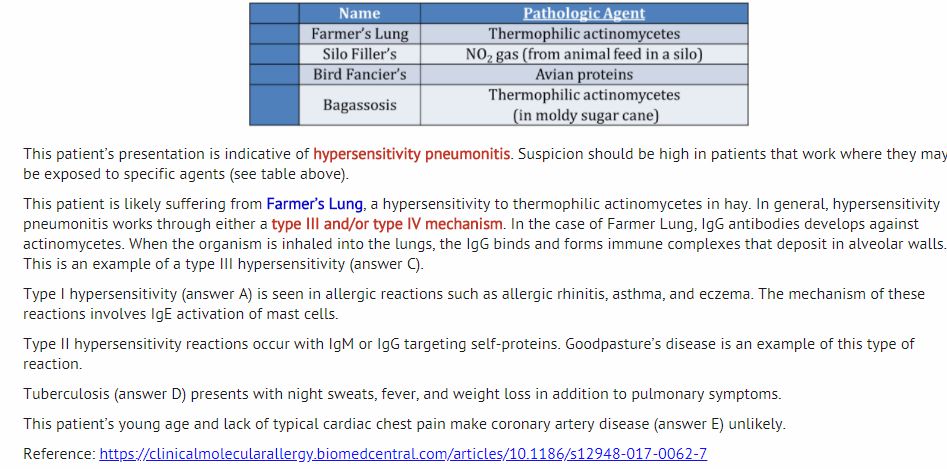 Name Pathologic Agent
Farmer's Lung Thermophilic actinomycetes
Silo Filler's NO₂ gas (from animal feed in a silo)
Bird Fancier's Avian proteins
Bagassosis Thermophilic actinomycetes
(in moldy sugar cane)
This patient's presentation is indicative of hypersensitivity pneumonitis. Suspicion should be high in patients that work where they may
be exposed to specific agents (see table above).
This patient is likely suffering from Farmer's Lung, a hypersensitivity to thermophilic actinomycetes in hay. In general, hypersensitivity
pneumonitis works through either a type III and/or type IV mechanism. In the case of Farmer Lung, IgG antibodies develops against
actinomycetes. When the organism is inhaled into the lungs, the IgG binds and forms immune complexes that deposit in alveolar walls.
This is an example of a type III hypersensitivity (answer C).
Type I hypersensitivity (answer A) is seen in allergic reactions such as allergic rhinitis, asthma, and eczema. The mechanism of these
reactions involves IgE activation of mast cells.
Type II hypersensitivity reactions occur with IgM or IgG targeting self-proteins. Goodpasture's disease is an example of this type of
reaction.
Tuberculosis (answer D) presents with night sweats, fever, and weight loss in addition to pulmonary symptoms.
This patient's young age and lack of typical cardiac chest pain make coronary artery disease (answer E) unlikely.
Reference: https://clinicalmolecularallergy.biomedcentral.com/articles/10.1186/s12948-017-0062-7